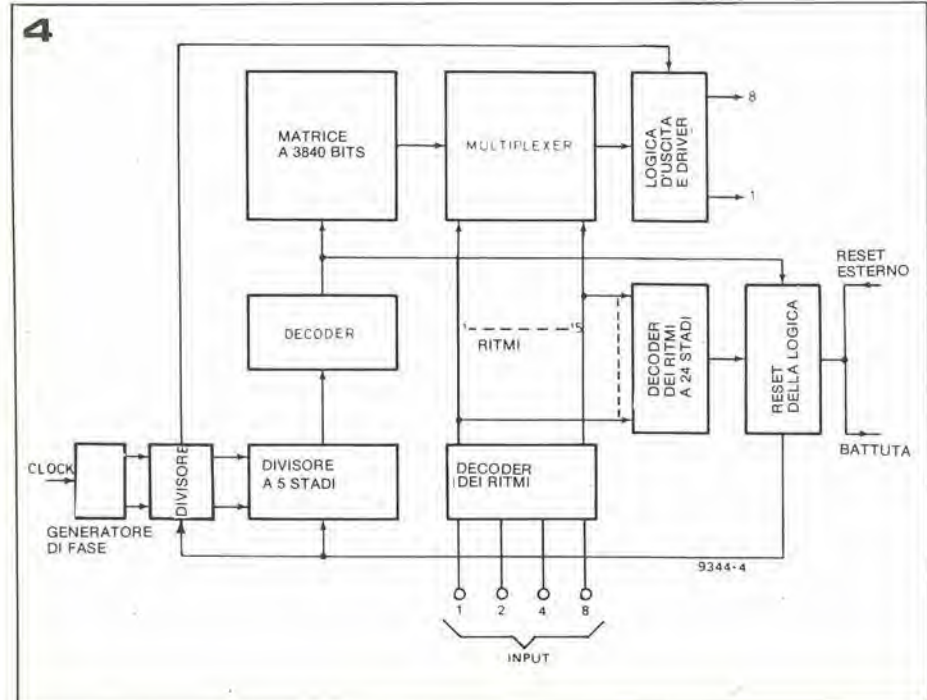 4
MATRICE
A 3840 BITS
MULTIPLEXER
LOGICA
D'USCITA
E DRIVER
8
1
DECODER
1
15
RITMI
DECODER
DEI RITMI
A 24 STADI
RESET
DELLA LOGICA
RESET
ESTERNO
BATTUTA
CLOCK
GENERATORE
DI FASE
DIVISORE
DIVISORE
A 5 STADI
DECODER
DEI RITMI
9344-4
1 2 4 8
INPUT